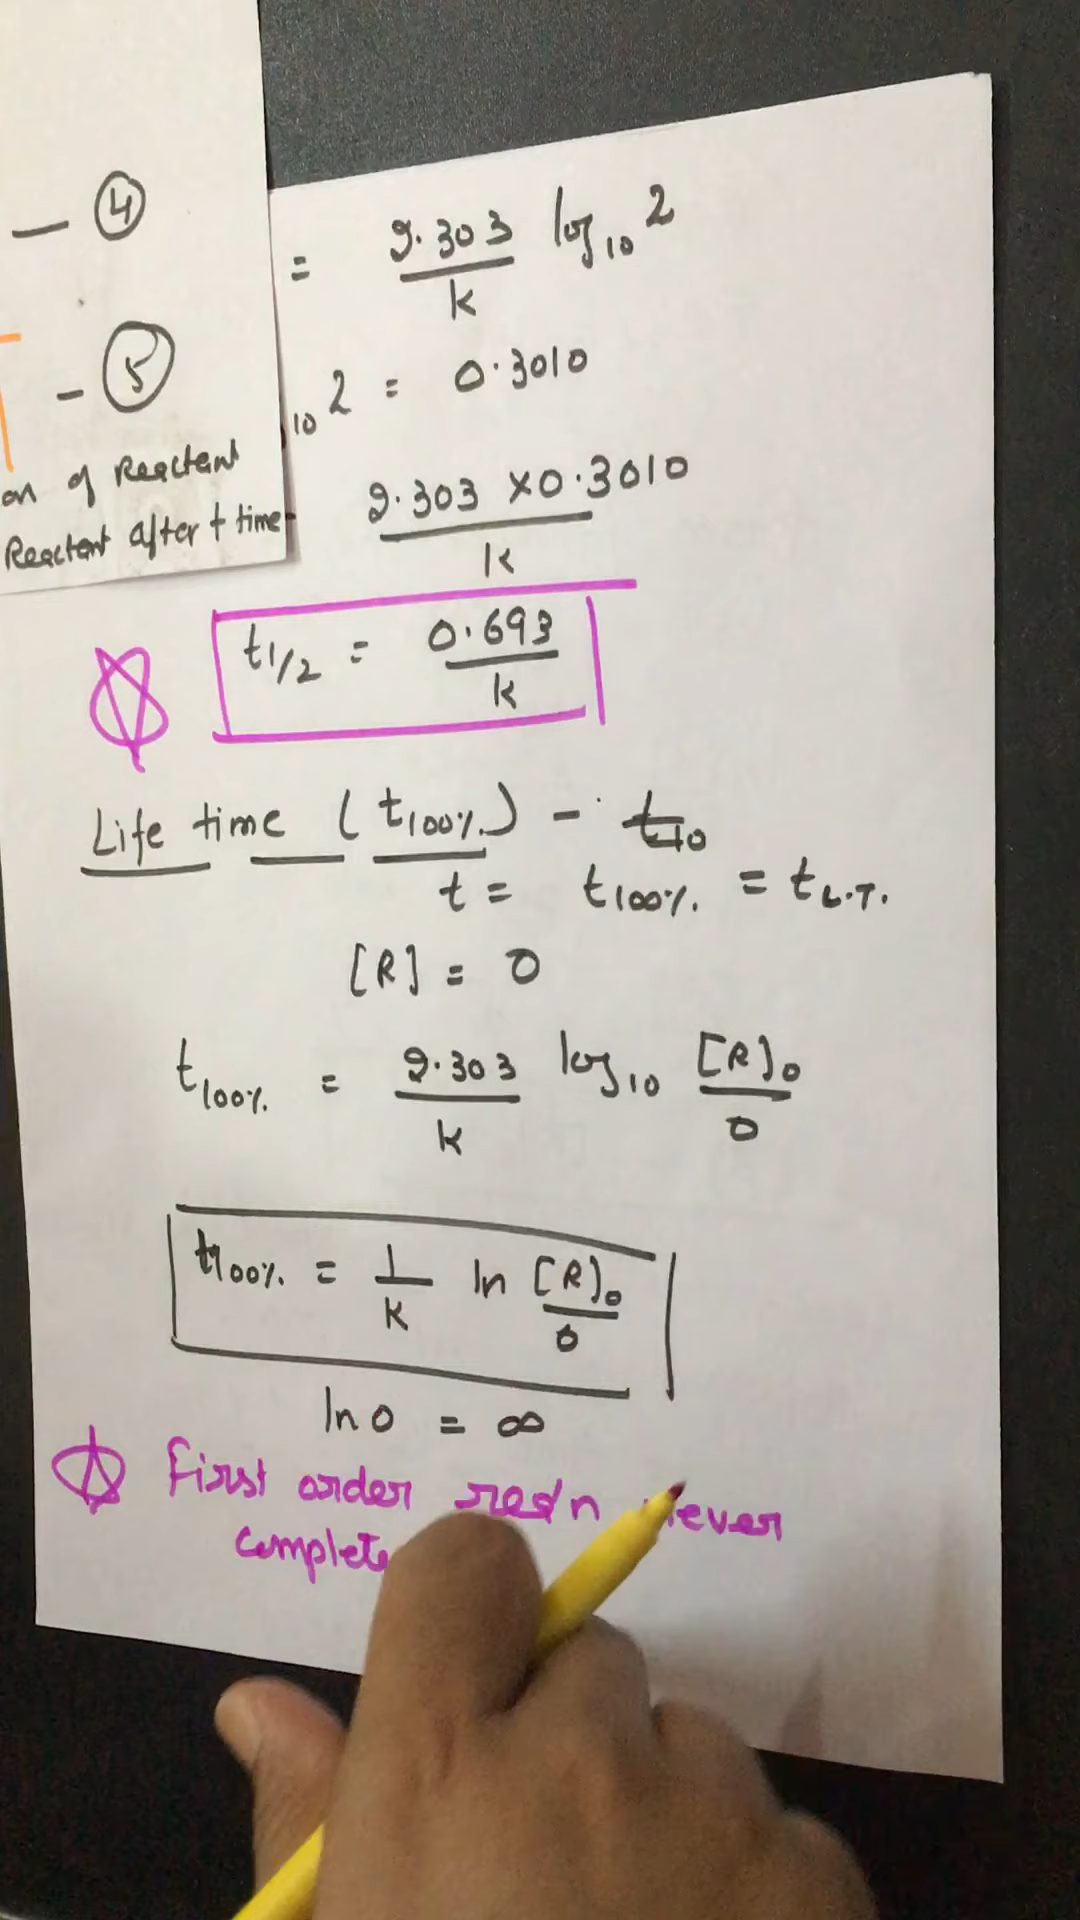 — ④
- ⑤
on of Reactant
Reactant after t time
= 2.303/k log₁₀ 2
₁₀ 2 = 0.3010
2.303 × 0.3010/k
t1/2 = 0.693/k
Life time (t100%) -
t = t100% = tL.T.
[R] = 0
t100% = 2.303/k log₁₀ [R]₀/0
t100% = 1/k ln [R]₀/0
ln 0 = ∞
First order never
complete